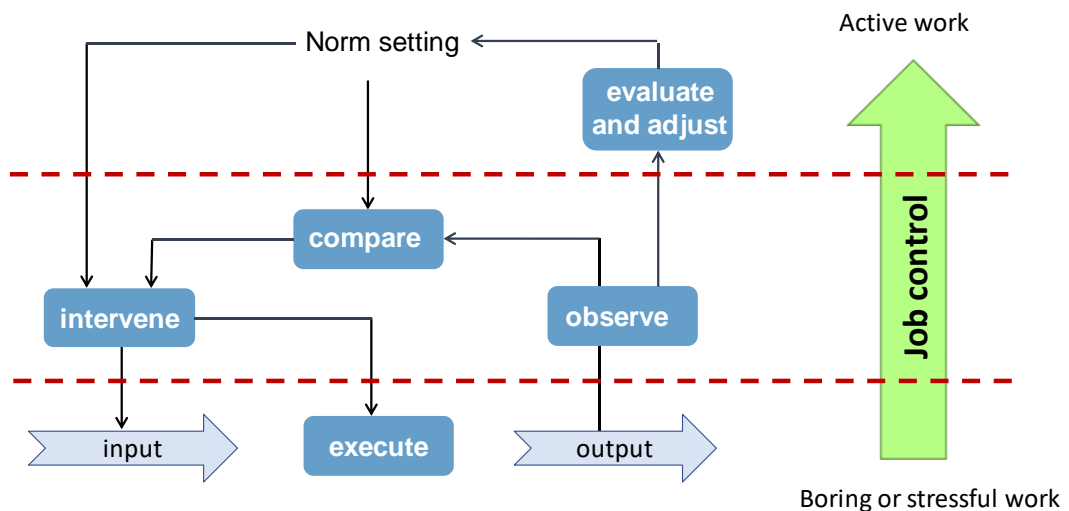 Active work
Norm setting
evaluate
and adjust
compare
Job control
intervene
observe
input
execute
output
Boring or stressful work